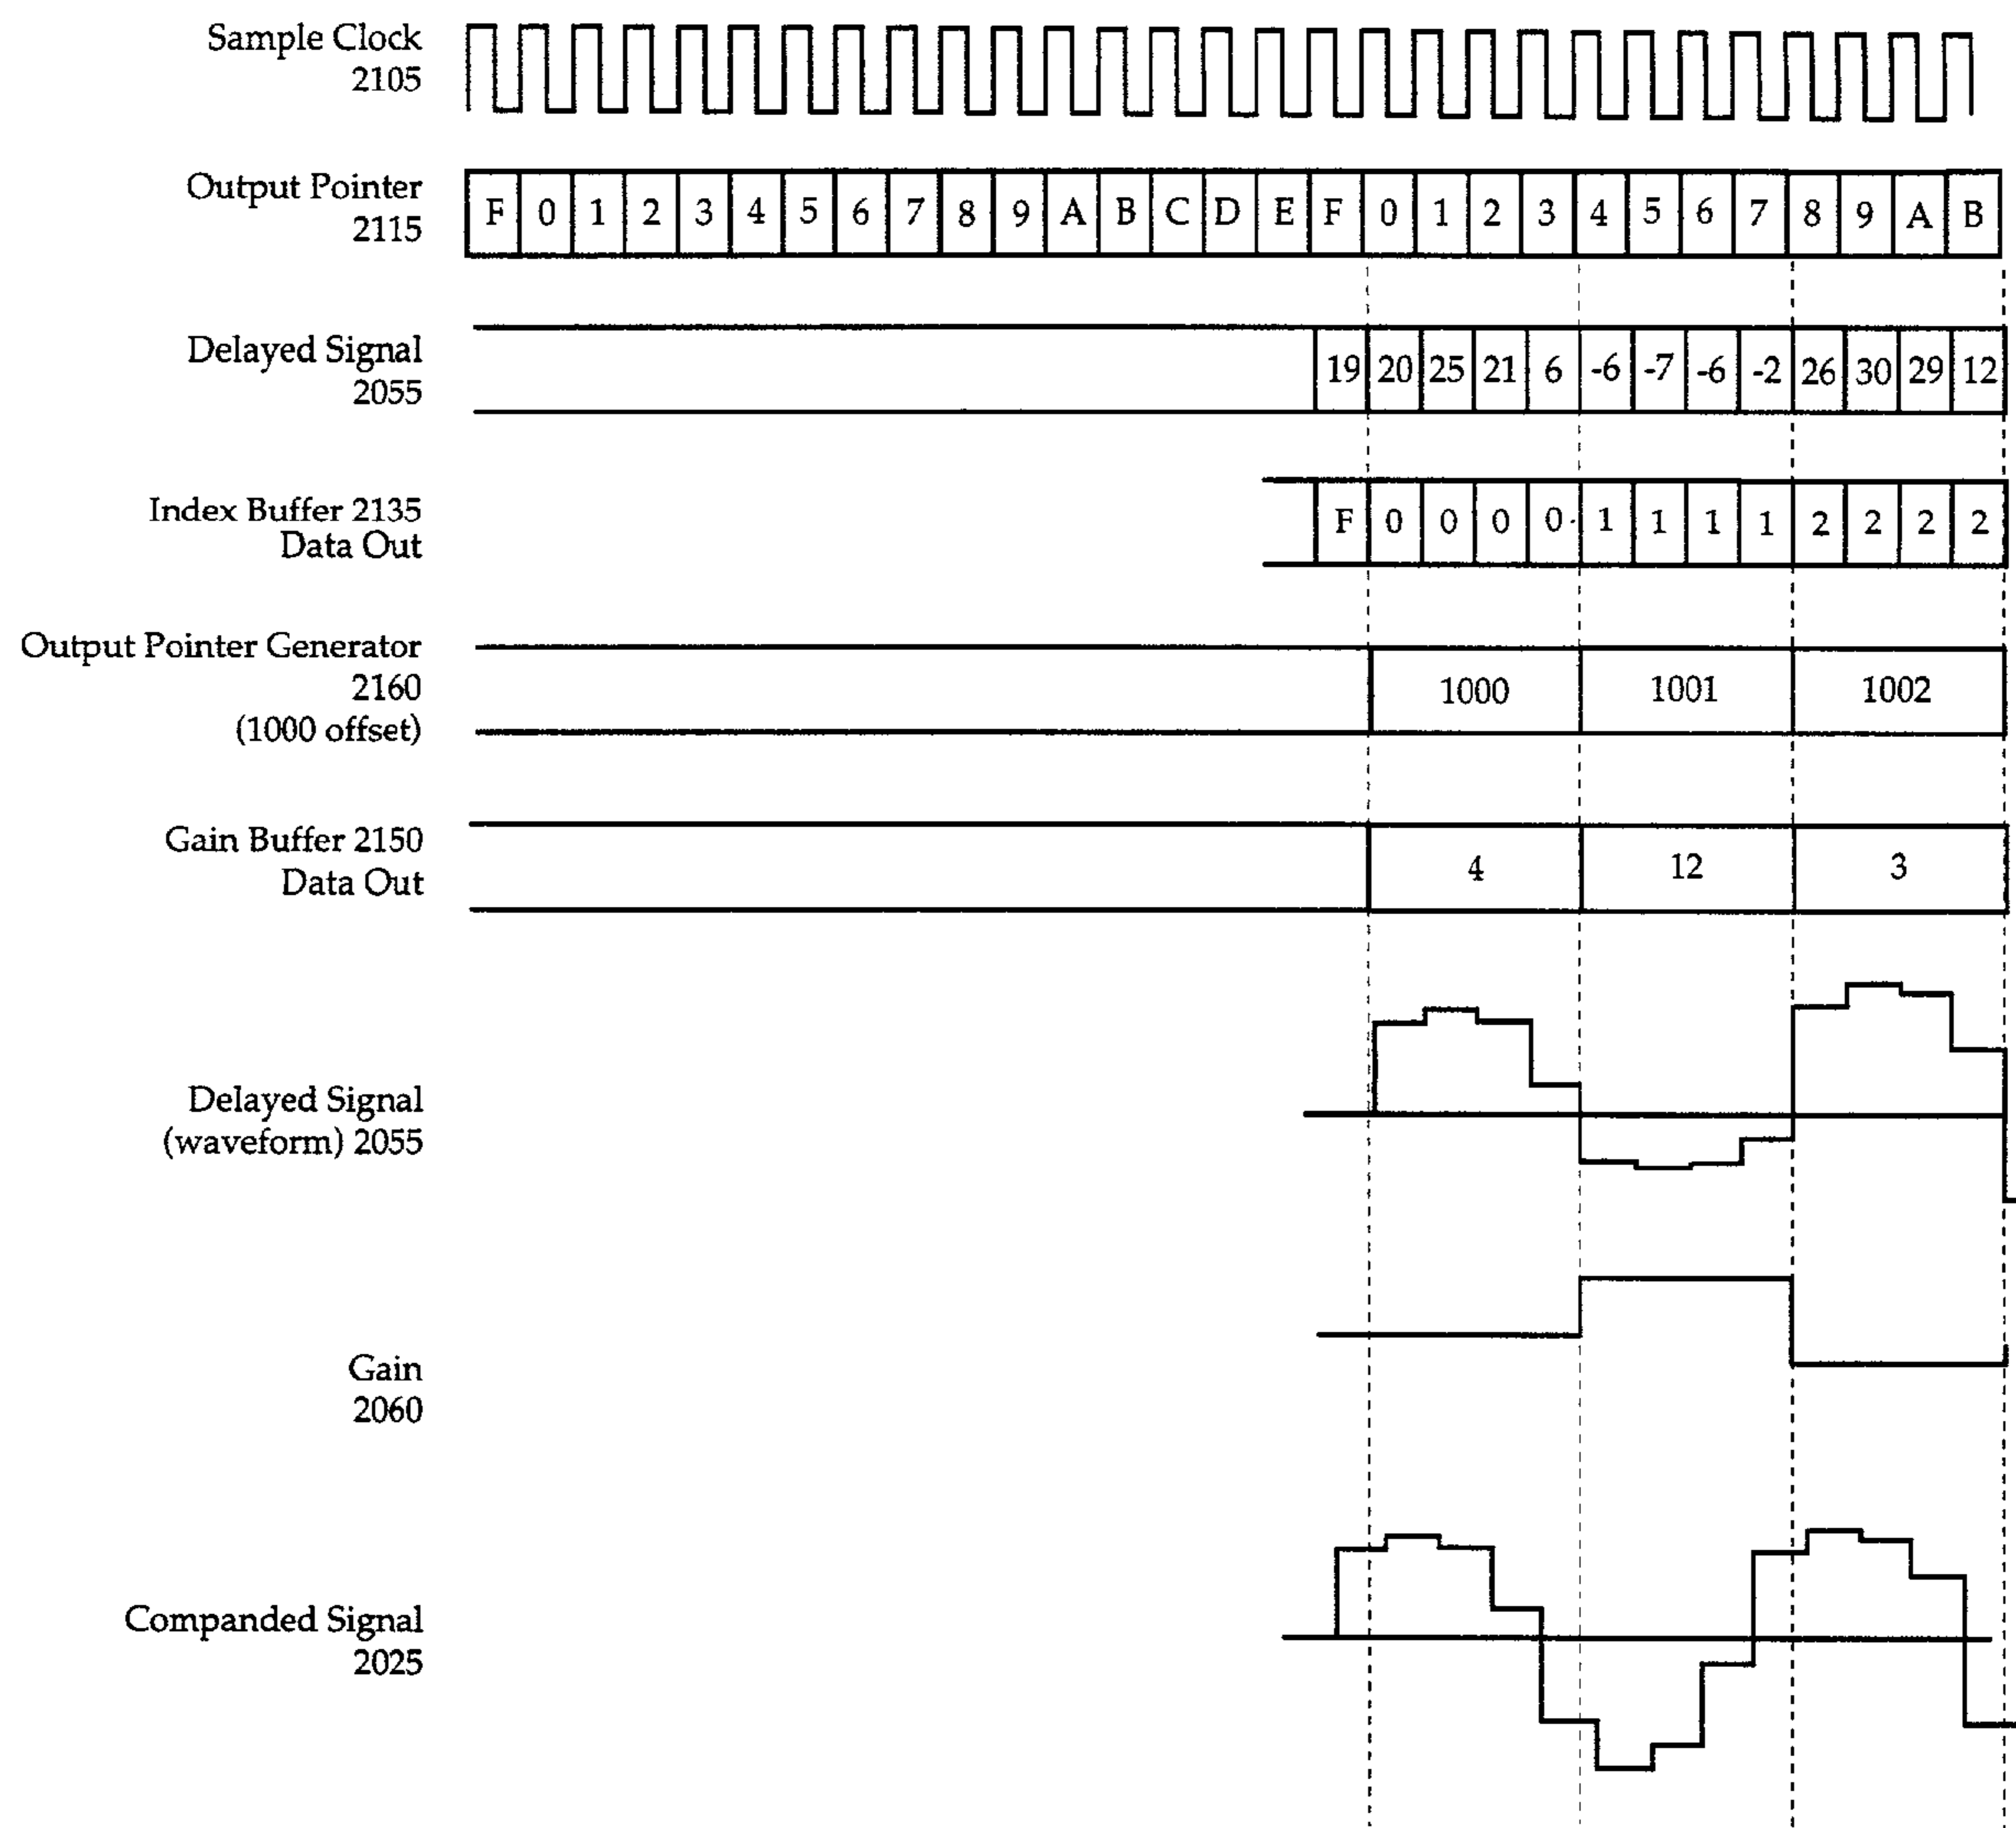 Sample Clock
2105
Output Pointer
2115
F 0 1 2 3 4 5 6 7 8 9 A B C D E F 0 1 2 3 4 5 6 7 8 9 A B
Delayed Signal
2055
19 20 25 21 6 -6 -7 -6 -2 26 30 29 12
Index Buffer 2135
Data Out
F 0 0 0 0 1 1 1 1 2 2 2 2
Output Pointer Generator
2160
(1000 offset)
1000 1001 1002
Gain Buffer 2150
Data Out
4 12 3
Delayed Signal
(waveform) 2055
Gain
2060
Companded Signal
2025